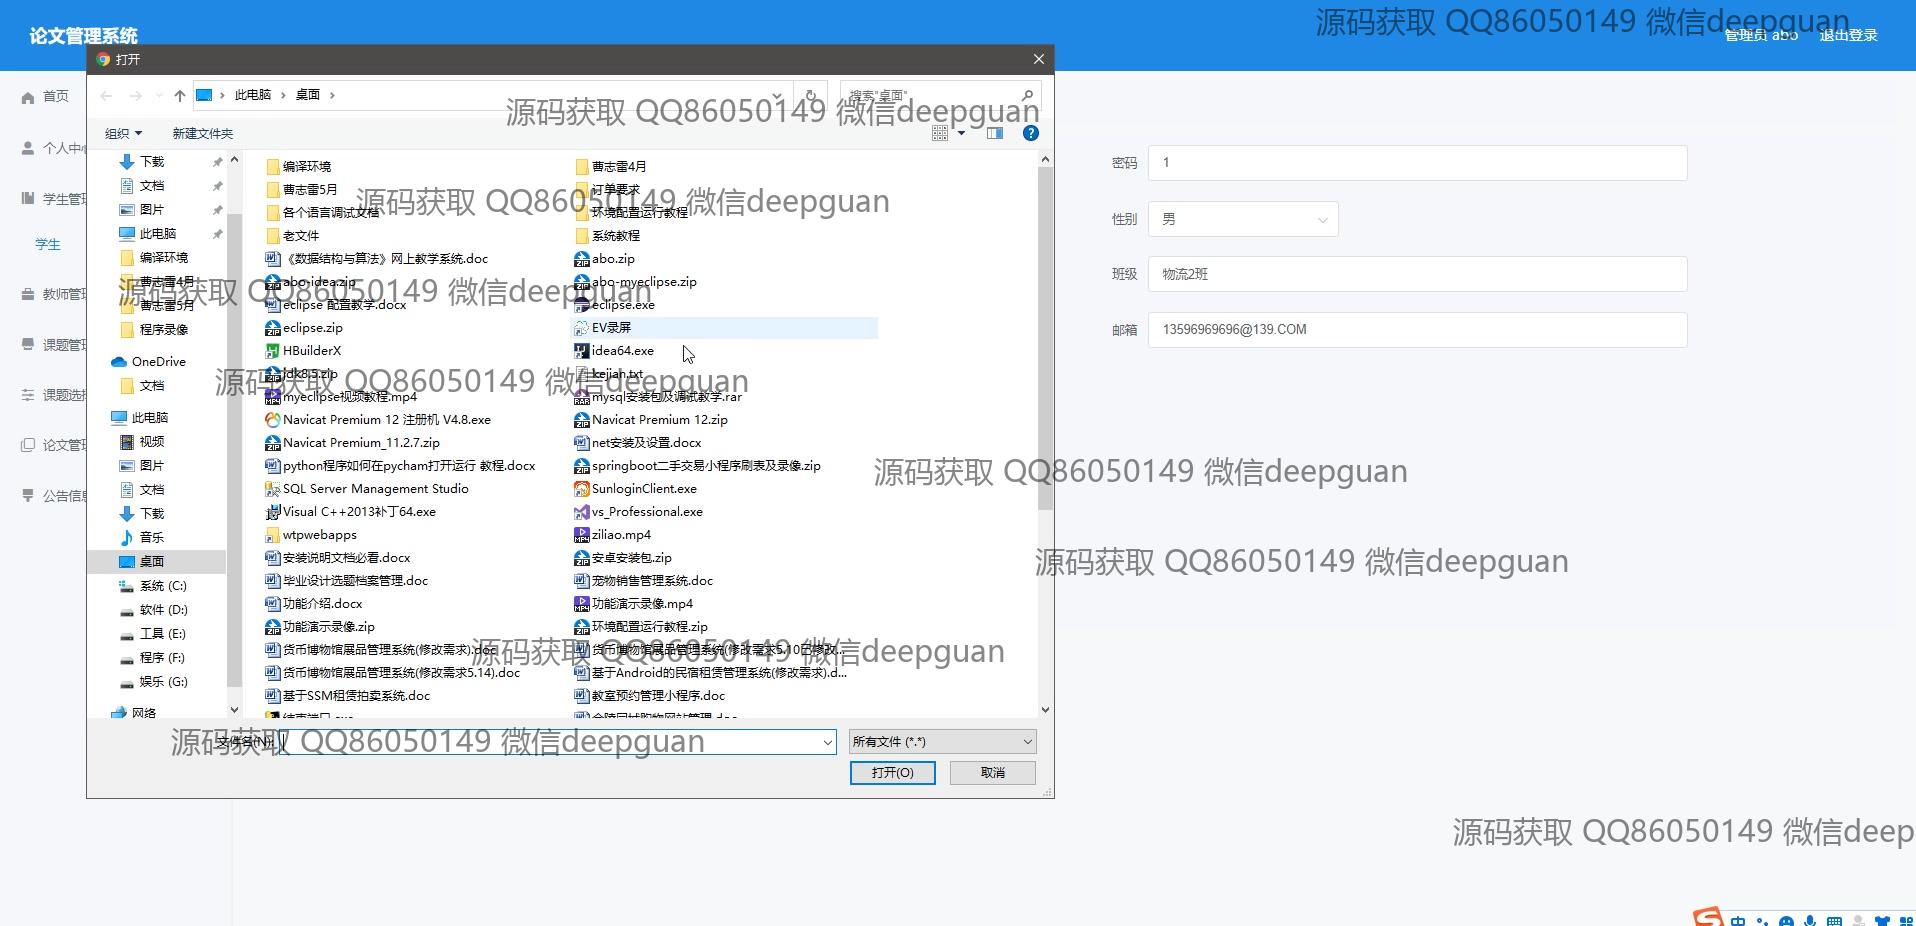 论文管理系统
源码获取 QQ86050149 微信deepguan
管理员 abo
退出登录
打开
首页
此电脑
桌面
搜索"桌面"
源码获取 QQ86050149 微信deepguan
组织
新建文件夹
个人中心
学生管理
学生
教师管
课题管
课题选
论文管
公告信息
下载
文档
图片
此电脑
编译环境
曹志雷4月
曹志雷5月
程序录像
OneDrive
文档
此电脑
视频
图片
文档
下载
音乐
桌面
系统 (C:)
软件 (D:)
工具 (E:)
程序 (F:)
娱乐 (G:)
网络
编译环境
曹志雷4月
曹志雷5月
订单要求
源码获取 QQ86050149 微信deepguan
各个语言调试文档
环境配置运行教程
老文件
系统教程
《数据结构与算法》网上教学系统.doc
abo.zip
abo-idea.zip
abo-myeclipse.zip
源码获取 QQ86050149 微信deepguan
eclipse 配置教学.docx
eclipse.exe
eclipse.zip
EV录屏
HBuilderX
idea64.exe
jdk8.5.zip
kejian.txt
源码获取 QQ86050149 微信deepguan
myeclipse视频教程.mp4
mysql安装包及调试教学.rar
Navicat Premium 12 注册机 V4.8.exe
Navicat Premium 12.zip
Navicat Premium_11.2.7.zip
net安装及设置.docx
python程序如何在pycham打开运行 教程.docx
springboot二手交易小程序刷表及录像.zip
源码获取 QQ86050149 微信deepguan
SQL Server Management Studio
SunloginClient.exe
Visual C++2013补丁64.exe
vs_Professional.exe
wtpwebapps
ziliao.mp4
安装说明文档必看.docx
安卓安装包.zip
源码获取 QQ86050149 微信deepguan
毕业设计选题档案管理.doc
宠物销售管理系统.doc
功能介绍.docx
功能演示录像.mp4
功能演示录像.zip
环境配置运行教程.zip
货币博物馆展品管理系统(修改需求).doc
货币博物馆展品管理系统(修改需求5.10已修改...
源码获取 QQ86050149 微信deepguan
货币博物馆展品管理系统(修改需求5.14).doc
基于Android的民宿租赁管理系统(修改需求).d...
基于SSM租赁拍卖系统.doc
教室预约管理小程序.doc
文件名(N):
源码获取 QQ86050149 微信deepguan
所有文件 (*.*)
打开(O)
取消
密码
1
性别
男
班级
物流2班
邮箱
13596969696@139.COM
源码获取 QQ86050149 微信deep
中